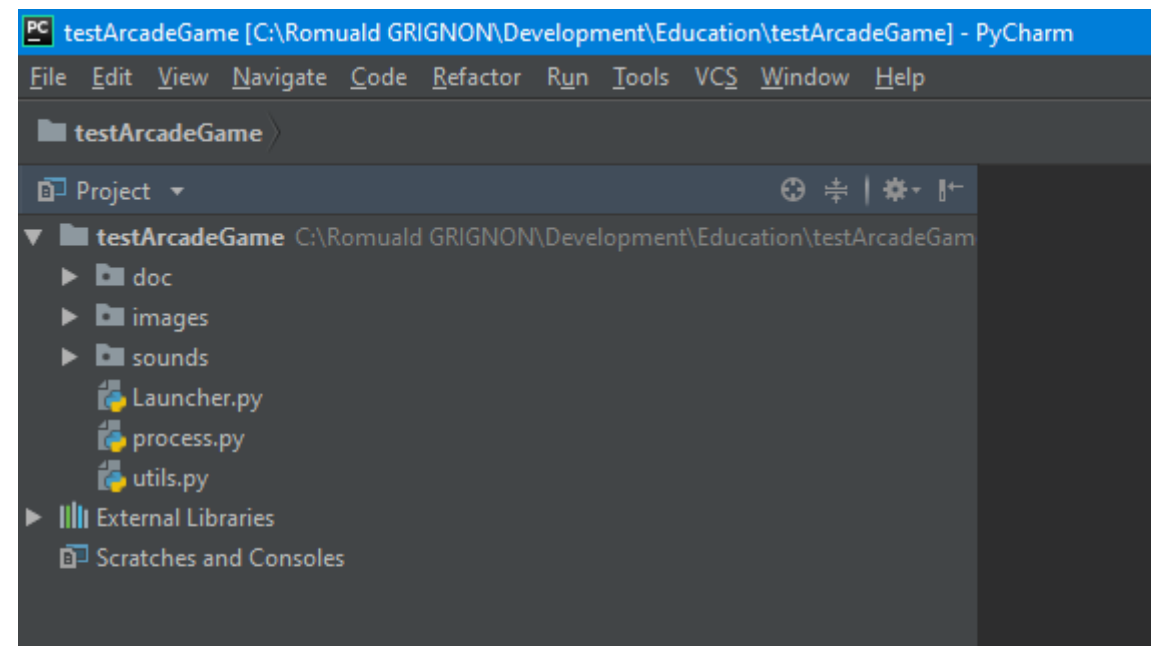 PC testArcadeGame [C:\Romuald GRIGNON\Development\Education\testArcadeGame] - PyCharm
File Edit View Navigate Code Refactor Run Tools VCS Window Help
testArcadeGame
Project
testArcadeGame C:\Romuald GRIGNON\Development\Education\testArcadeGam
doc
images
sounds
Launcher.py
process.py
utils.py
External Libraries
Scratches and Consoles